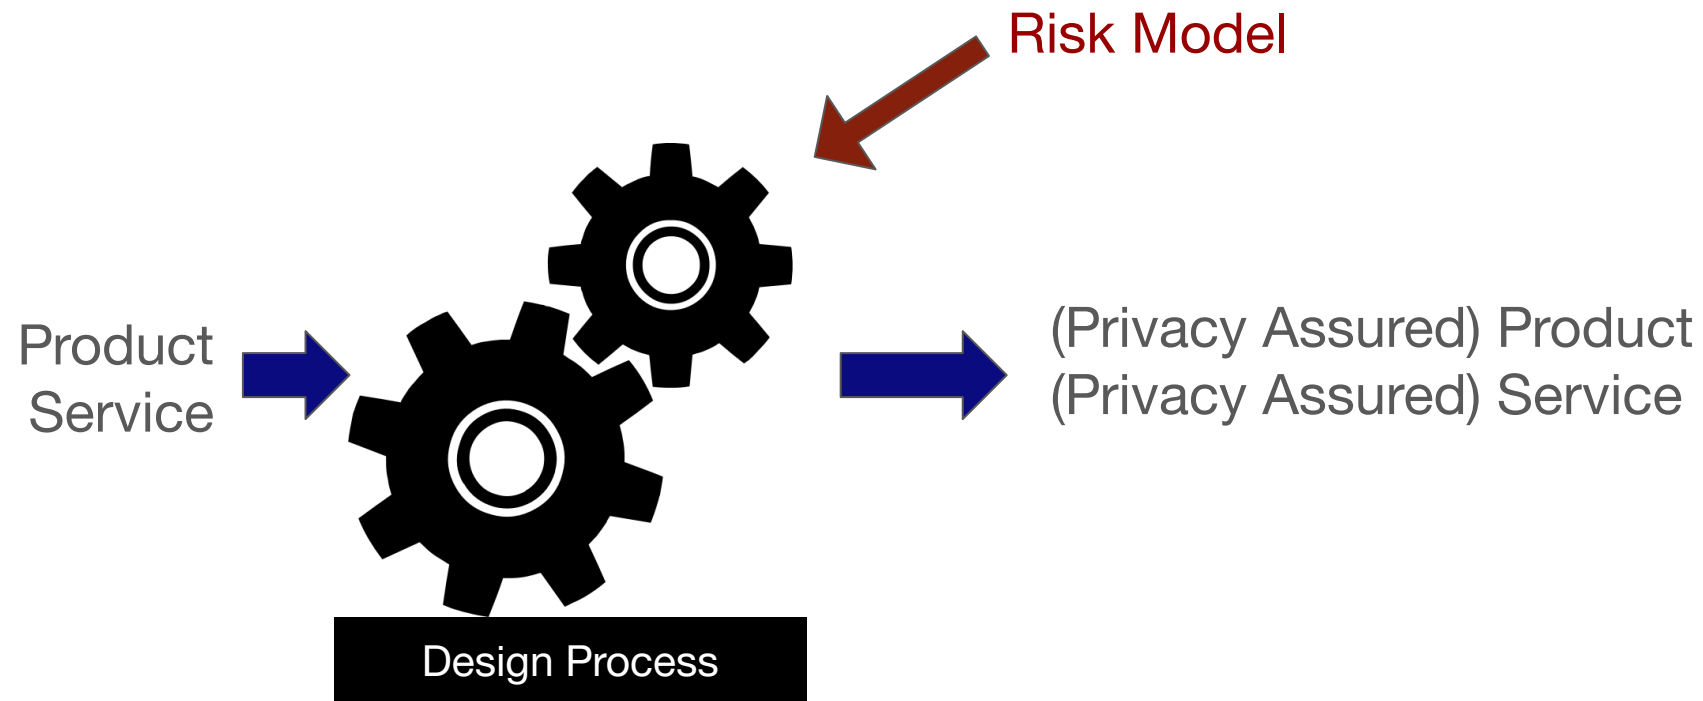 Risk Model
Product
Service
(Privacy Assured) Product
(Privacy Assured) Service
Design Process